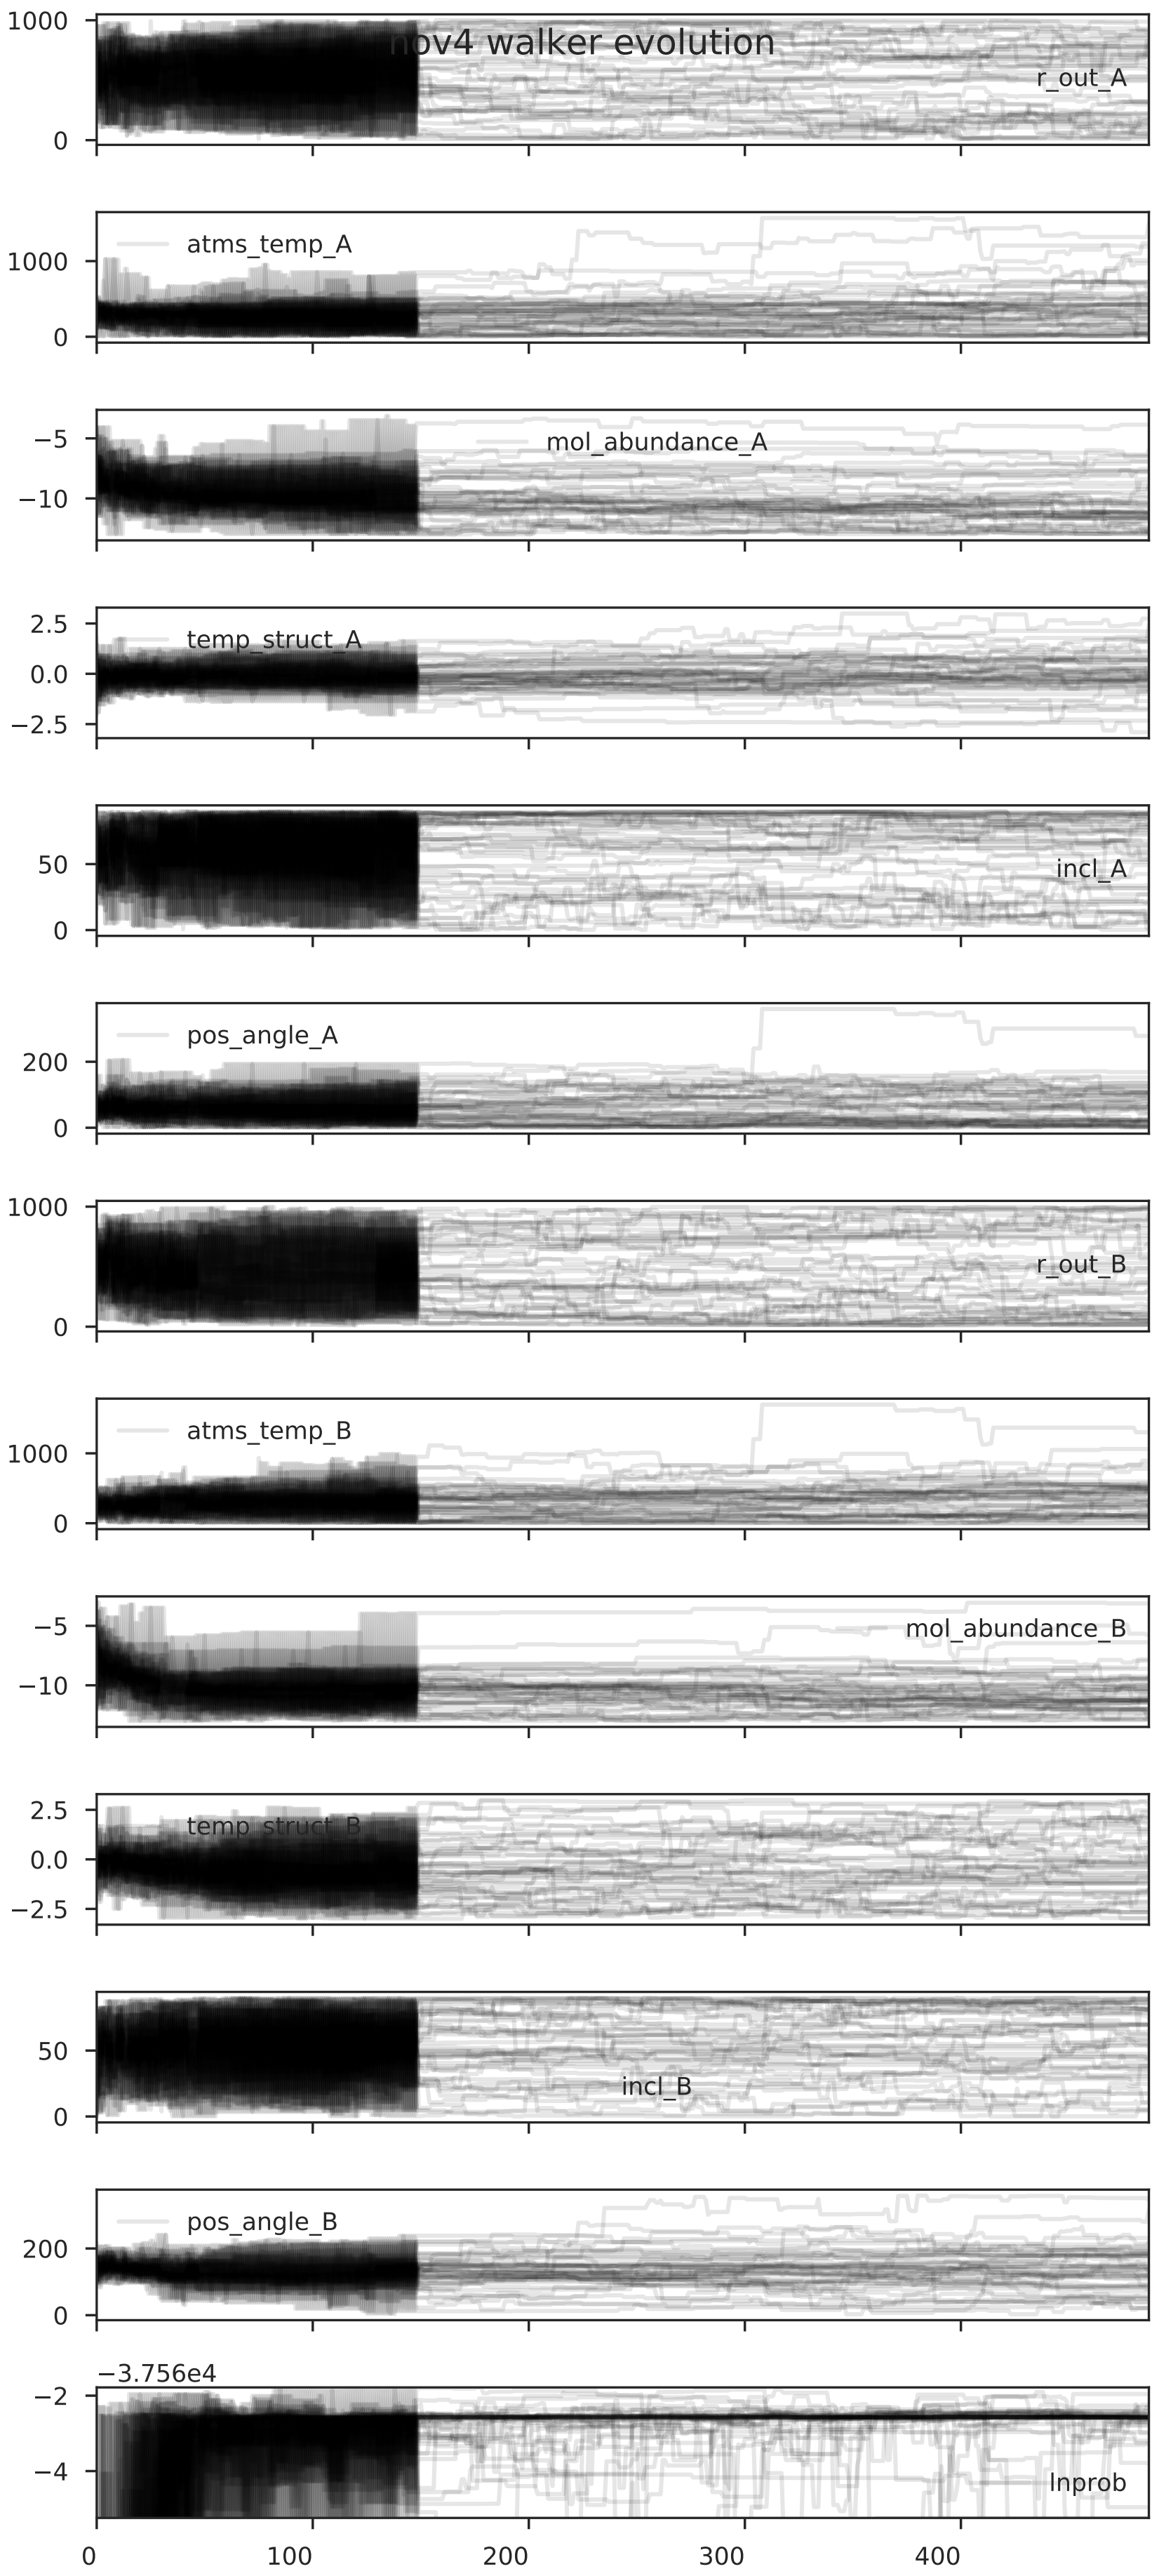 nov4 walker evolution
1000
0
r_out_A
1000
0
atms_temp_A
−5
−10
mol_abundance_A
2.5
0.0
−2.5
temp_struct_A
50
0
incl_A
200
0
pos_angle_A
1000
0
r_out_B
1000
0
atms_temp_B
−5
−10
mol_abundance_B
2.5
0.0
−2.5
temp_struct_B
50
0
incl_B
200
0
pos_angle_B
−3.756e4
−2
−4
lnprob
0 100 200 300 400